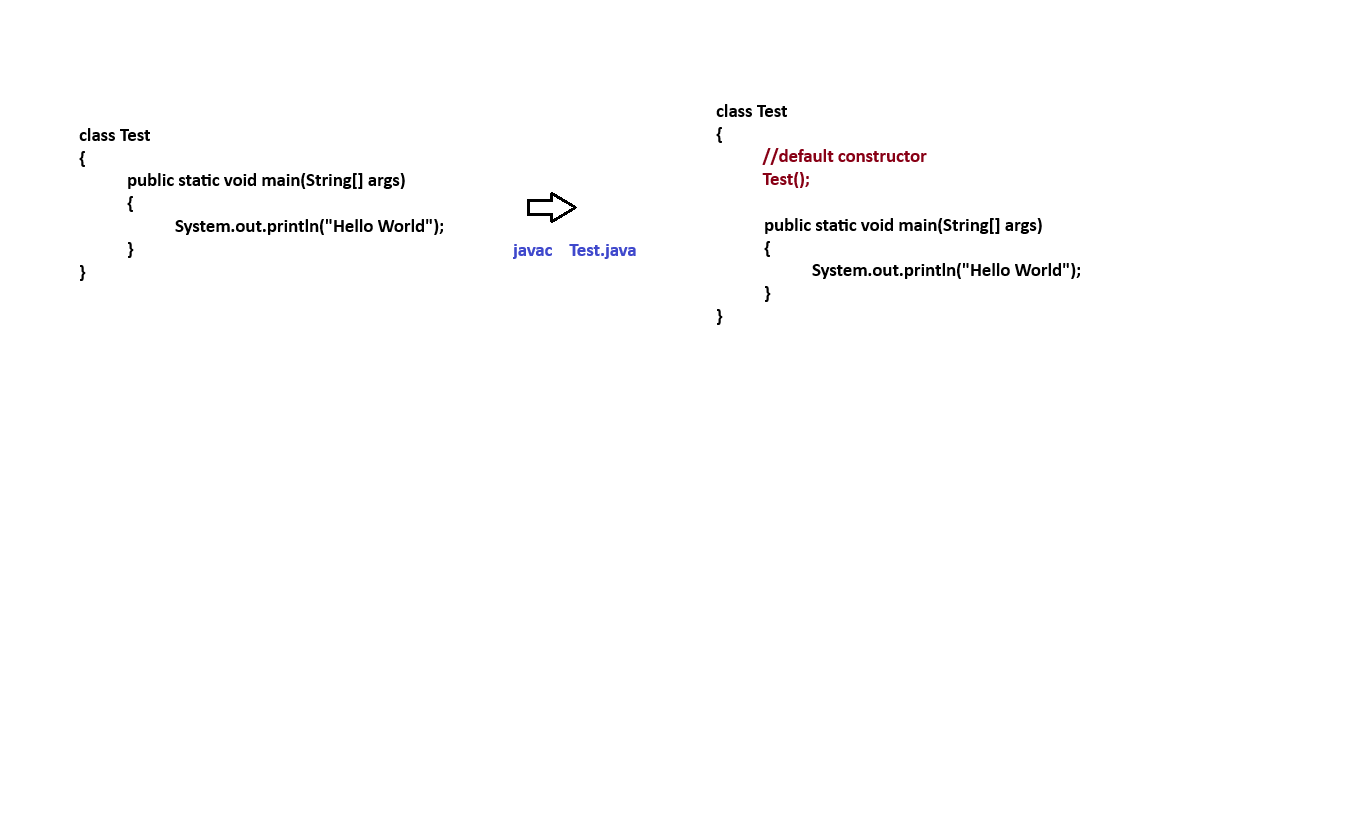 class Test
{
public static void main(String[] args)
{
System.out.println("Hello World");
}
}
javac Test.java
class Test
{
//default constructor
Test();
public static void main(String[] args)
{
System.out.println("Hello World");
}
}